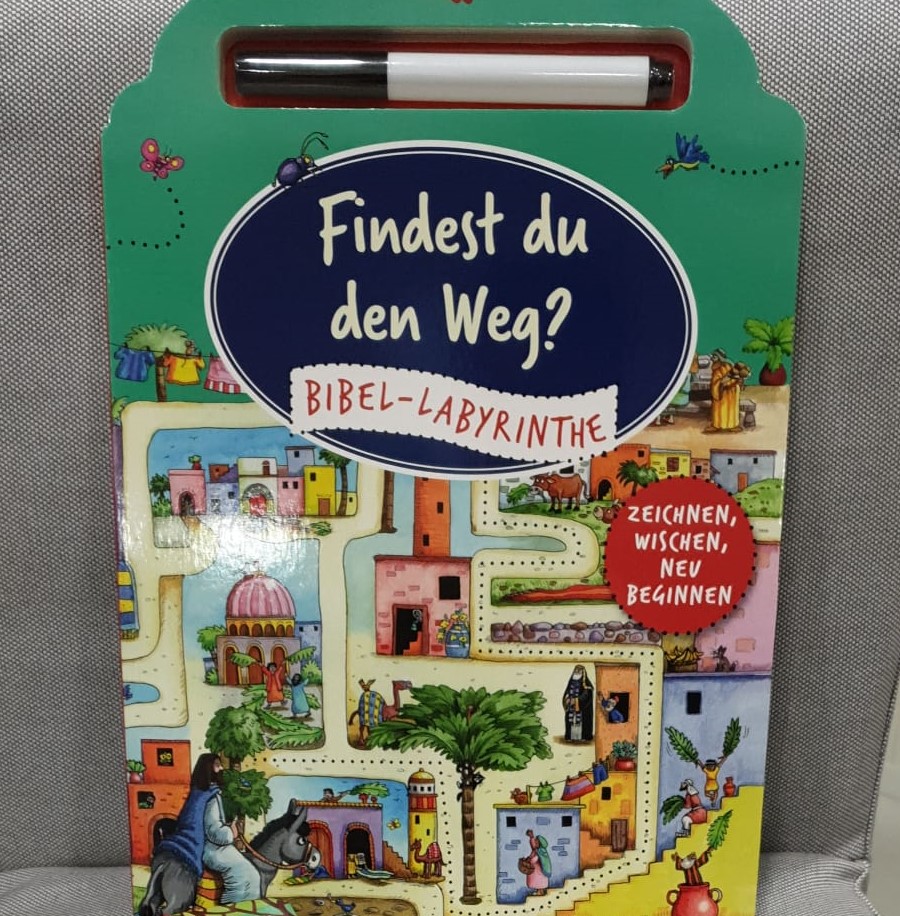 Findest du
den Weg?
BIBEL-LABYRINTHE
ZEICHNEN,
WISCHEN,
NEU
BEGINNEN